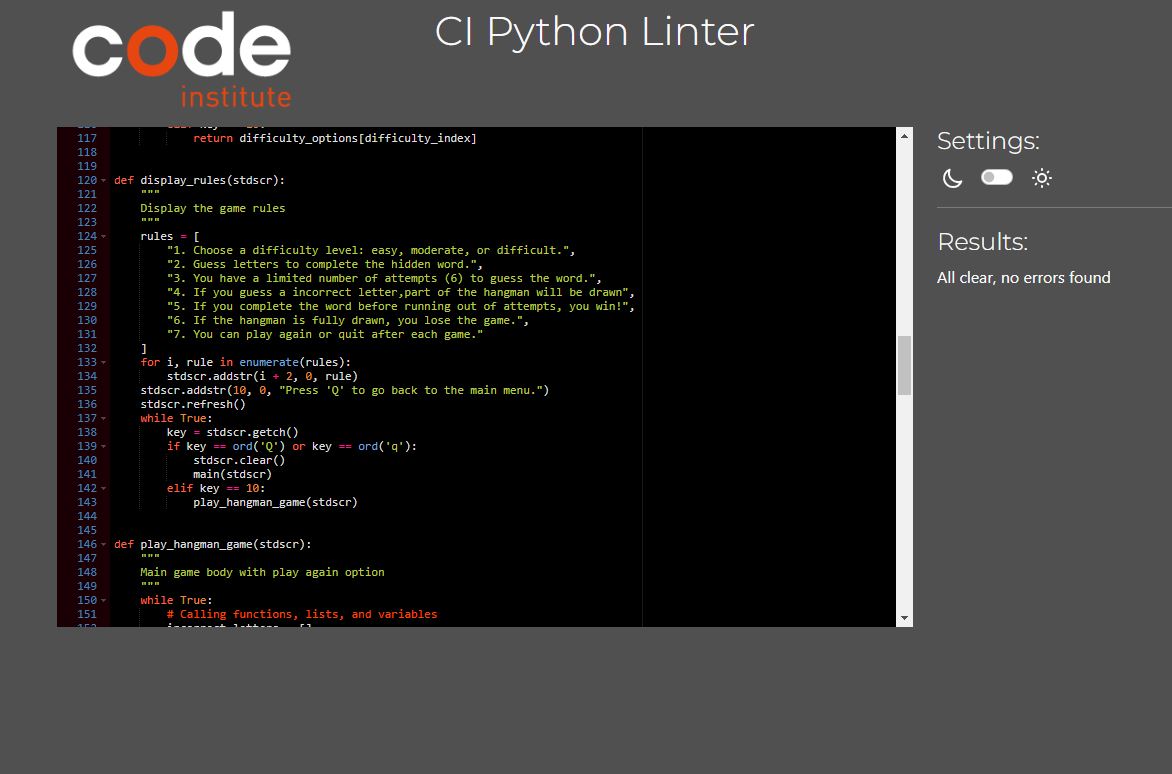 code
institute
CI Python Linter
117             return difficulty_options[difficulty_index]
118
119
120 def display_rules(stdscr):
121     """
122     Display the game rules
123     """
124     rules = [
125         "1. Choose a difficulty level: easy, moderate, or difficult.",
126         "2. Guess letters to complete the hidden word.",
127         "3. You have a limited number of attempts (6) to guess the word.",
128         "4. If you guess a incorrect letter,part of the hangman will be drawn",
129         "5. If you complete the word before running out of attempts, you win!",
130         "6. If the hangman is fully drawn, you lose the game.",
131         "7. You can play again or quit after each game."
132     ]
133     for i, rule in enumerate(rules):
134         stdscr.addstr(i + 2, 0, rule)
135     stdscr.addstr(10, 0, "Press 'Q' to go back to the main menu.")
136     stdscr.refresh()
137     while True:
138         key = stdscr.getch()
139         if key == ord('Q') or key == ord('q'):
140             stdscr.clear()
141             main(stdscr)
142         elif key == 10:
143             play_hangman_game(stdscr)
144
145
146 def play_hangman_game(stdscr):
147     """
148     Main game body with play again option
149     """
150     while True:
151         # Calling functions, lists, and variables
Settings:
Results:
All clear, no errors found